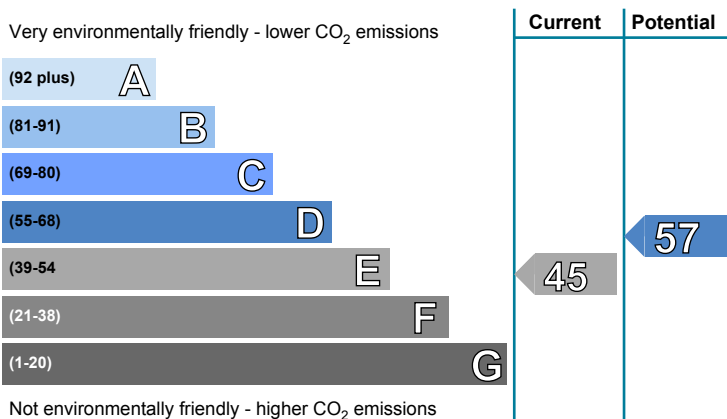 Current Potential
Very environmentally friendly - lower CO2 emissions
(92 plus) A
(81-91) B
(69-80) C
(55-68) D
57
(39-54 E
45
(21-38) F
(1-20) G
Not environmentally friendly - higher CO2 emissions